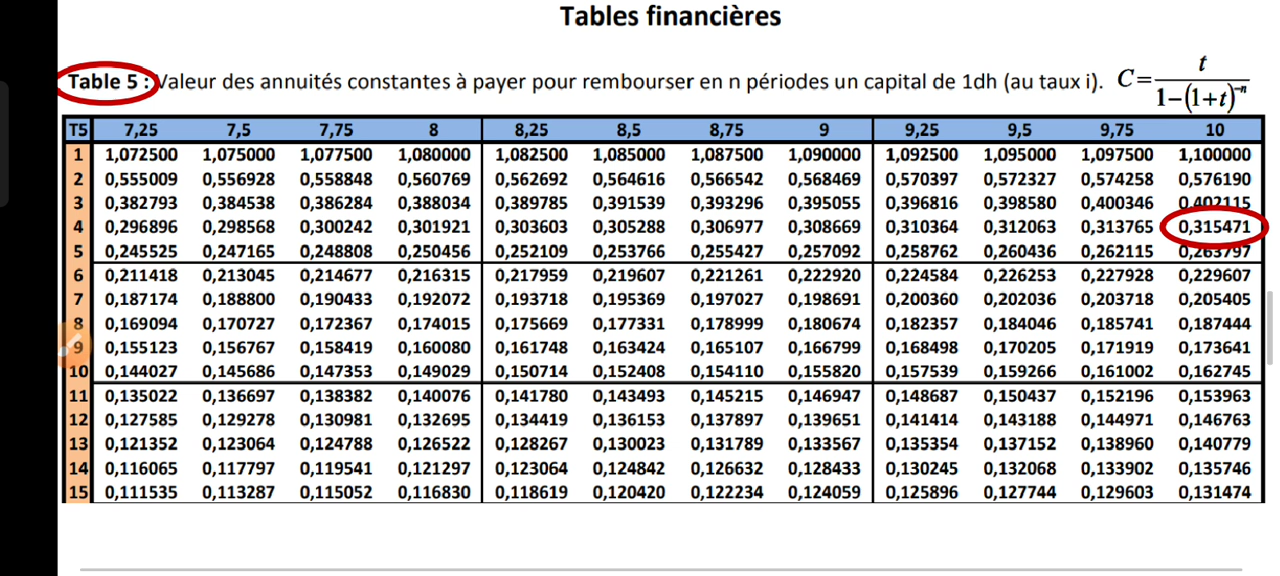 Tables financières
Table 5 : Valeur des annuités constantes à payer pour rembourser en n périodes un capital de 1dh (au taux i). C = t / 1-(1+t)^-n
T5 7,25 7,5 7,75 8 8,25 8,5 8,75 9 9,25 9,5 9,75 10
1 1,072500 1,075000 1,077500 1,080000 1,082500 1,085000 1,087500 1,090000 1,092500 1,095000 1,097500 1,100000
2 0,555009 0,556928 0,558848 0,560769 0,562692 0,564616 0,566542 0,568469 0,570397 0,572327 0,574258 0,576190
3 0,382793 0,384538 0,386284 0,388034 0,389785 0,391539 0,393296 0,395055 0,396816 0,398580 0,400346 0,402115
4 0,296896 0,298568 0,300242 0,301921 0,303603 0,305288 0,306977 0,308669 0,310364 0,312063 0,313765 0,315471
5 0,245525 0,247165 0,248808 0,250456 0,252109 0,253766 0,255427 0,257092 0,258762 0,260436 0,262115 0,263797
6 0,211418 0,213045 0,214677 0,216315 0,217959 0,219607 0,221261 0,222920 0,224584 0,226253 0,227928 0,229607
7 0,187174 0,188800 0,190433 0,192072 0,193718 0,195369 0,197027 0,198691 0,200360 0,202036 0,203718 0,205405
8 0,169094 0,170727 0,172367 0,174015 0,175669 0,177331 0,178999 0,180674 0,182357 0,184046 0,185741 0,187444
9 0,155123 0,156767 0,158419 0,160080 0,161748 0,163424 0,165107 0,166799 0,168498 0,170205 0,171919 0,173641
10 0,144027 0,145686 0,147353 0,149029 0,150714 0,152408 0,154110 0,155820 0,157539 0,159266 0,161002 0,162745
11 0,135022 0,136697 0,138382 0,140076 0,141780 0,143493 0,145215 0,146947 0,148687 0,150437 0,152196 0,153963
12 0,127585 0,129278 0,130981 0,132695 0,134419 0,136153 0,137897 0,139651 0,141414 0,143188 0,144971 0,146763
13 0,121352 0,123064 0,124788 0,126522 0,128267 0,130023 0,131789 0,133567 0,135354 0,137152 0,138960 0,140779
14 0,116065 0,117797 0,119541 0,121297 0,123064 0,124842 0,126632 0,128433 0,130245 0,132068 0,133902 0,135746
15 0,111535 0,113287 0,115052 0,116830 0,118619 0,120420 0,122234 0,124059 0,125896 0,127744 0,129603 0,131474